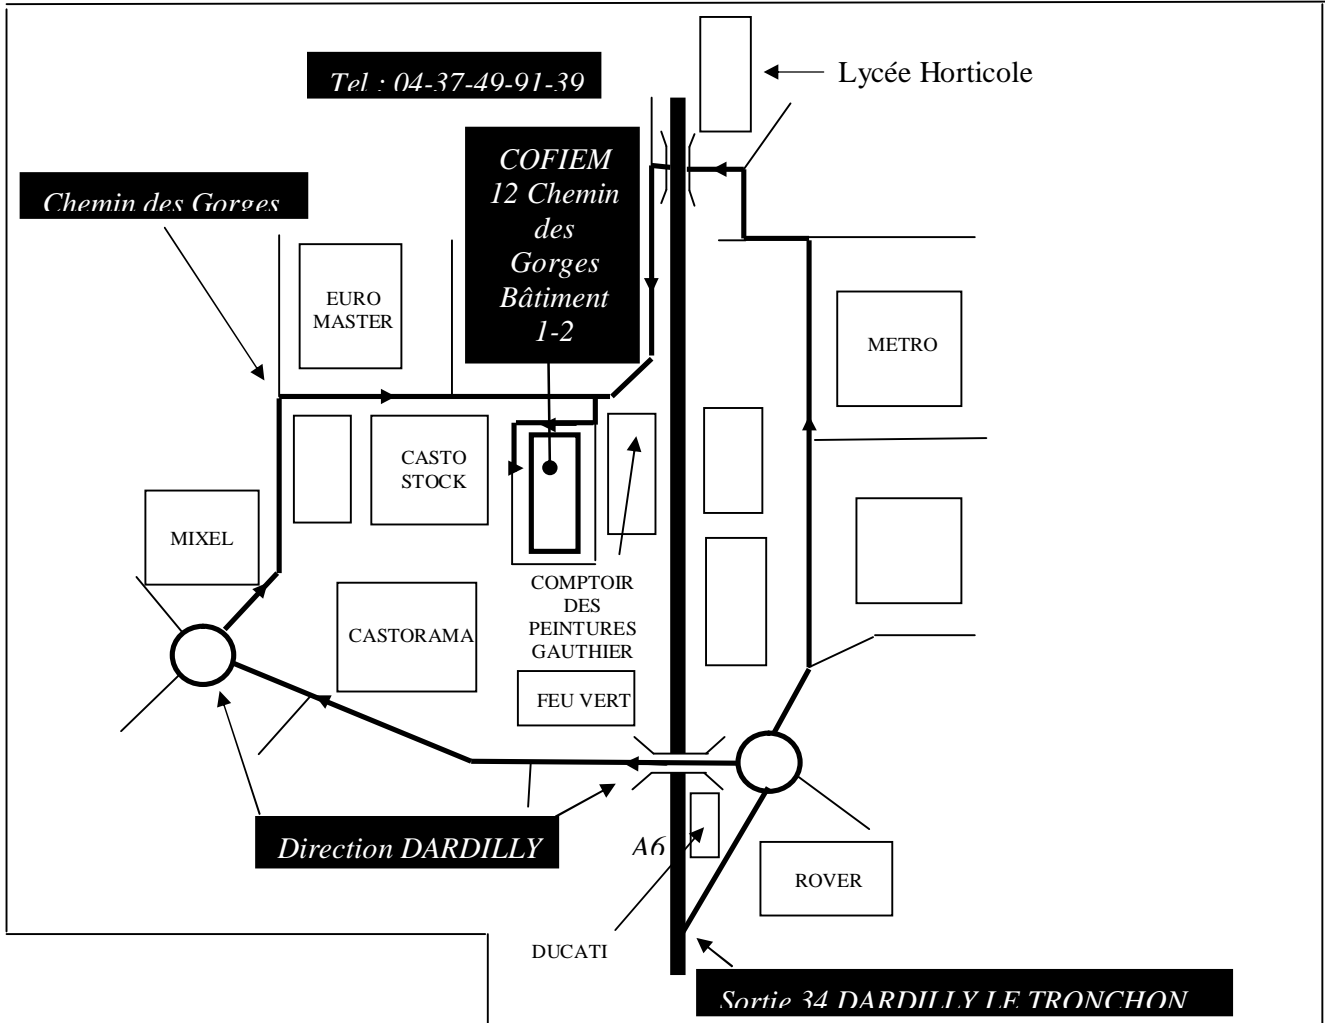 Lycée Horticole
Tel : 04-37-49-91-39
COFIEM
12 Chemin
des
Gorges
Bâtiment
1-2
Chemin des Gorges
EURO
MASTER
METRO
CASTO
STOCK
MIXEL
COMPTOIR
DES
PEINTURES
GAUTHIER
CASTORAMA
FEU VERT
Direction DARDILLY
A6
ROVER
DUCATI
Sortie 34 DARDILLY LE TRONCHON